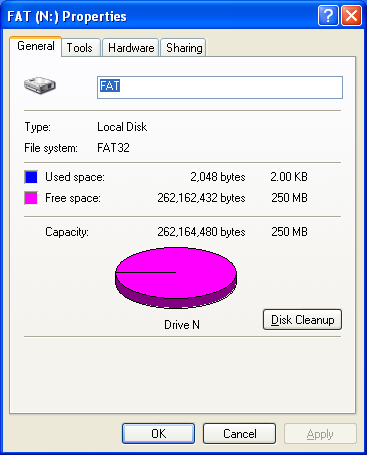 FAT (N:) Properties
?
General Tools Hardware Sharing
FAT
Type: Local Disk
File system: FAT32
Used space: 2,048 bytes 2.00 KB
Free space: 262,162,432 bytes 250 MB
Capacity: 262,164,480 bytes 250 MB
Drive N
Disk Cleanup
OK Cancel Apply